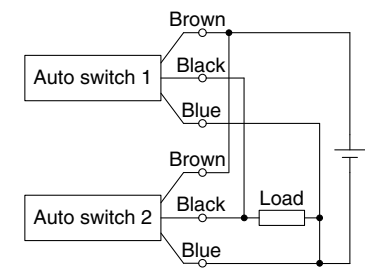 Brown
Auto switch 1
Black
Blue
Brown
Auto switch 2
Black
Load
Blue